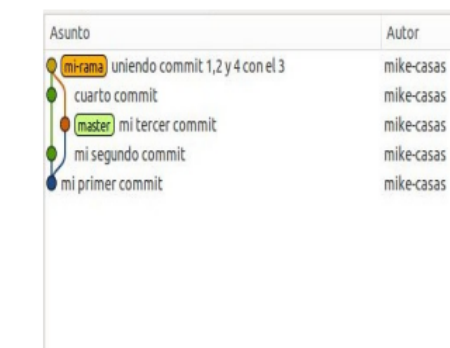 Asunto Autor
mi-rama uniendo commit 1,2 y 4 con el 3 mike-casas
cuarto commit mike-casas
master mi tercer commit mike-casas
mi segundo commit mike-casas
mi primer commit mike-casas